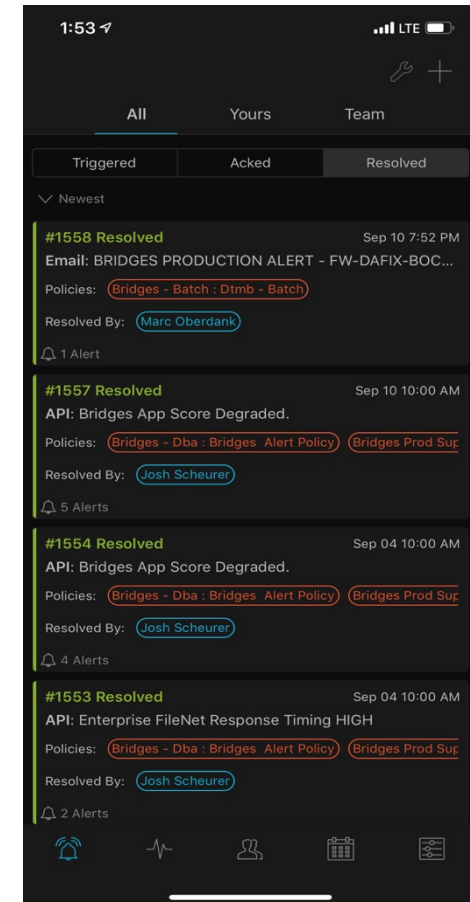 1:53 LTE
All Yours Team
Triggered Acked Resolved
Newest
#1558 Resolved Sep 10 7:52 PM
Email: BRIDGES PRODUCTION ALERT - FW-DAFIX-BOC...
Policies: Bridges - Batch : Dtmb - Batch
Resolved By: Marc Oberdank
1 Alert
#1557 Resolved Sep 10 10:00 AM
API: Bridges App Score Degraded.
Policies: Bridges - Dba : Bridges Alert Policy Bridges Prod Sup
Resolved By: Josh Scheurer
5 Alerts
#1554 Resolved Sep 04 10:00 AM
API: Bridges App Score Degraded.
Policies: Bridges - Dba : Bridges Alert Policy Bridges Prod Sup
Resolved By: Josh Scheurer
4 Alerts
#1553 Resolved Sep 04 10:00 AM
API: Enterprise FileNet Response Timing HIGH
Policies: Bridges - Dba : Bridges Alert Policy Bridges Prod Sup
Resolved By: Josh Scheurer
2 Alerts